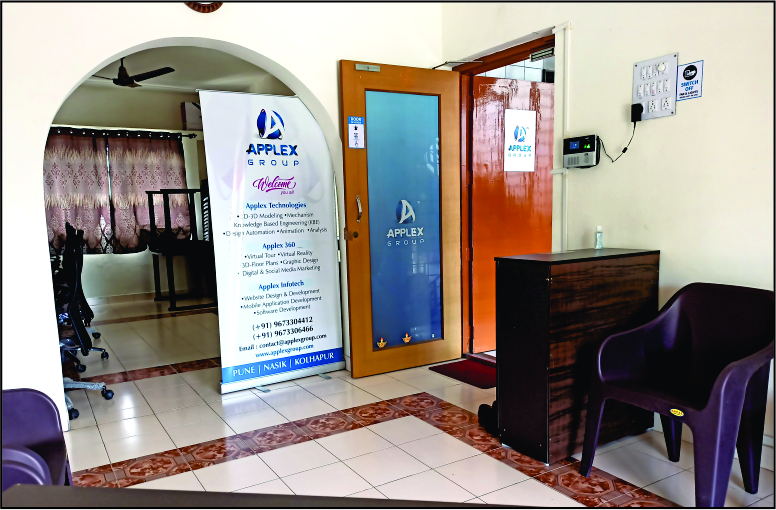 APPLEX
GROUP
Welcome
you all
Applex Technologies
2D-3D Modeling •Mechanism
Knowledge Based Engineering (KBE)
•Design Automation •Animation •Analysis
Applex 360
•Virtual Tour •Virtual Reality
3D-Floor Plans •Graphic Design
Digital & Social Media Marketing
Applex Infotech
•Website Design & Development
•Mobile Application Development
•Software Development
(+91) 9673304412
(+91) 9673306466
Email : contact@applexgroup.com
www.applexgroup.com
PUNE | NASIK | KOLHAPUR
APPLEX
GROUP
APPLEX
GROUP
SWITCH
OFF